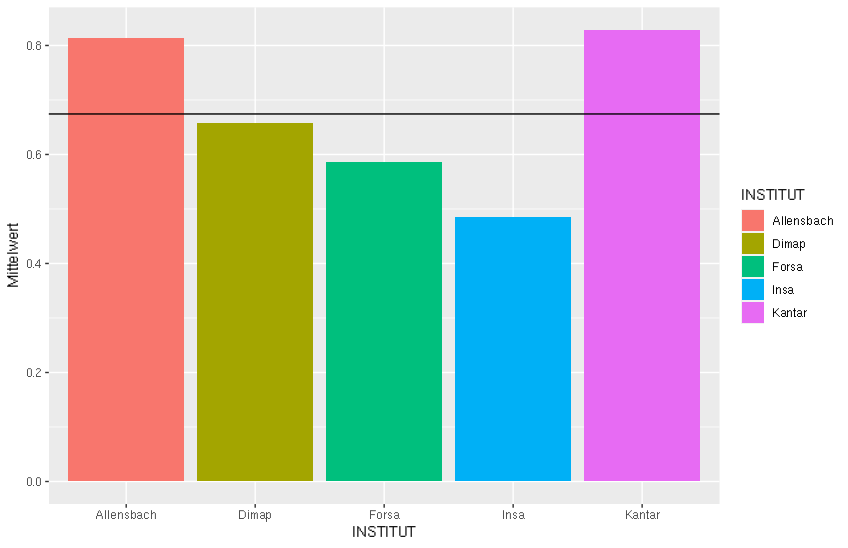 Mittelwert
0.8
0.6
0.4
0.2
0.0
Allensbach Dimap Forsa Insa Kantar
INSTITUT
INSTITUT
Allensbach
Dimap
Forsa
Insa
Kantar